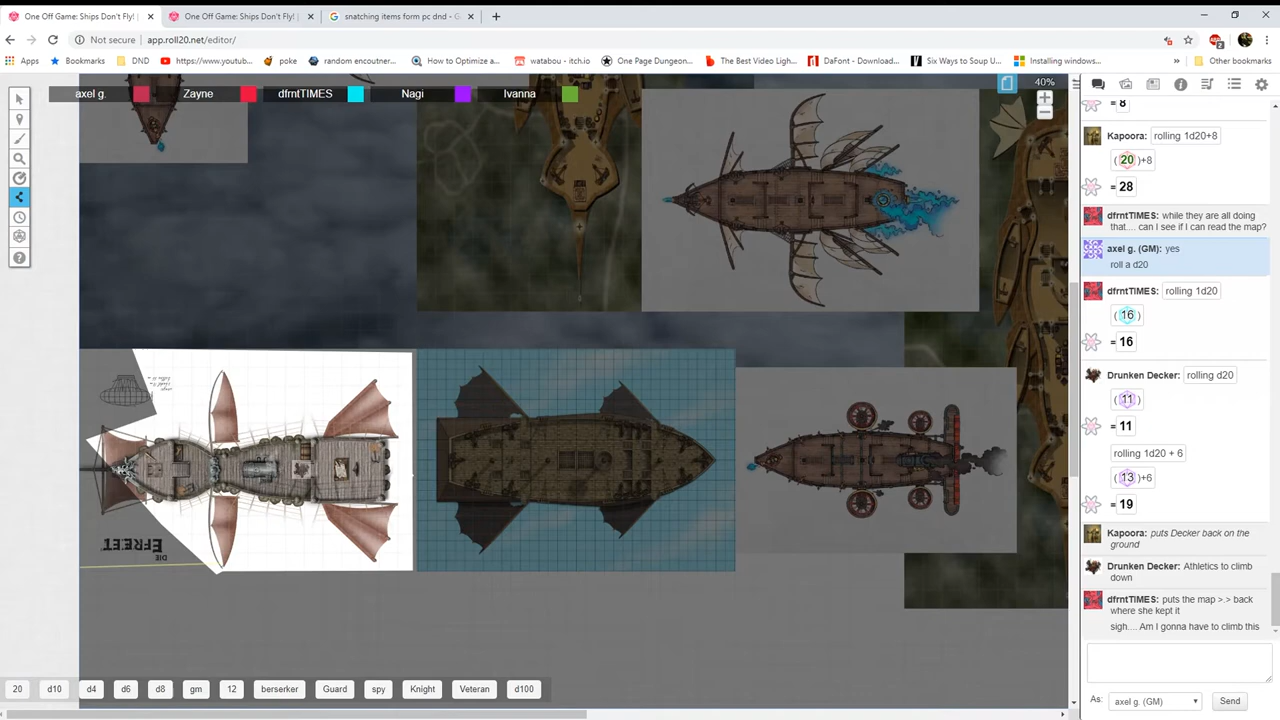 One Off Game: Ships Don't Fly! |
One Off Game: Ships Don't Fly! |
snatching items form pc dnd - G
Not secure
app.roll20.net/editor/
Apps
Bookmarks
DND
https://www.youtub...
poke
random encoutner...
How to Optimize a...
watabou - itch.io
One Page Dungeon...
The Best Video Ligh...
DaFont - Download...
Six Ways to Soup U...
Installing windows...
»
Other bookmarks
axel g.
Zayne
dfrntTIMES
Nagi
Ivanna
40%
= 8
Kapoora: rolling 1d20+8
(20)+8
= 28
dfrntTIMES: while they are all doing
that.... can I see if I can read the map?
axel g. (GM): yes
roll a d20
dfrntTIMES: rolling 1d20
(16)
= 16
Drunken Decker: rolling d20
(11)
= 11
rolling 1d20 + 6
(13)+6
= 19
Kapoora: puts Decker back on the
ground
Drunken Decker: Athletics to climb
down
dfrntTIMES: puts the map >.> back
where she kept it
sigh.... Am I gonna have to climb this
DIE
EFREET
20
d10
d4
d6
d8
gm
12
berserker
Guard
spy
Knight
Veteran
d100
As:
axel g. (GM)
Send